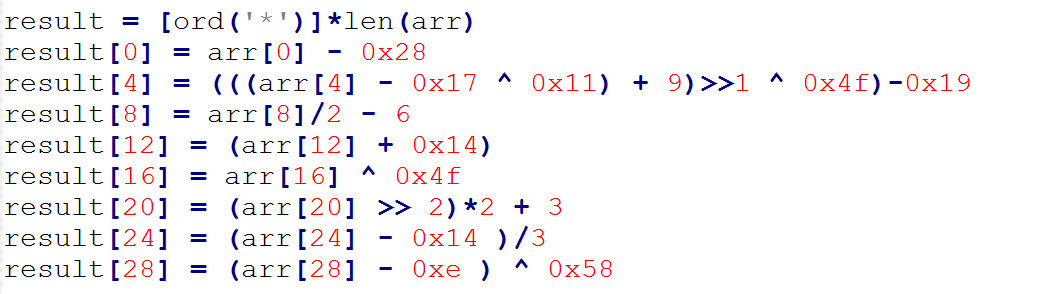 result = [ord('*')]*len(arr)
result[0] = arr[0] - 0x28
result[4] = (((arr[4] - 0x17 ^ 0x11) + 9)>>1 ^ 0x4f)-0x19
result[8] = arr[8]/2 - 6
result[12] = (arr[12] + 0x14)
result[16] = arr[16] ^ 0x4f
result[20] = (arr[20] >> 2)*2 + 3
result[24] = (arr[24] - 0x14 )/3
result[28] = (arr[28] - 0xe ) ^ 0x58